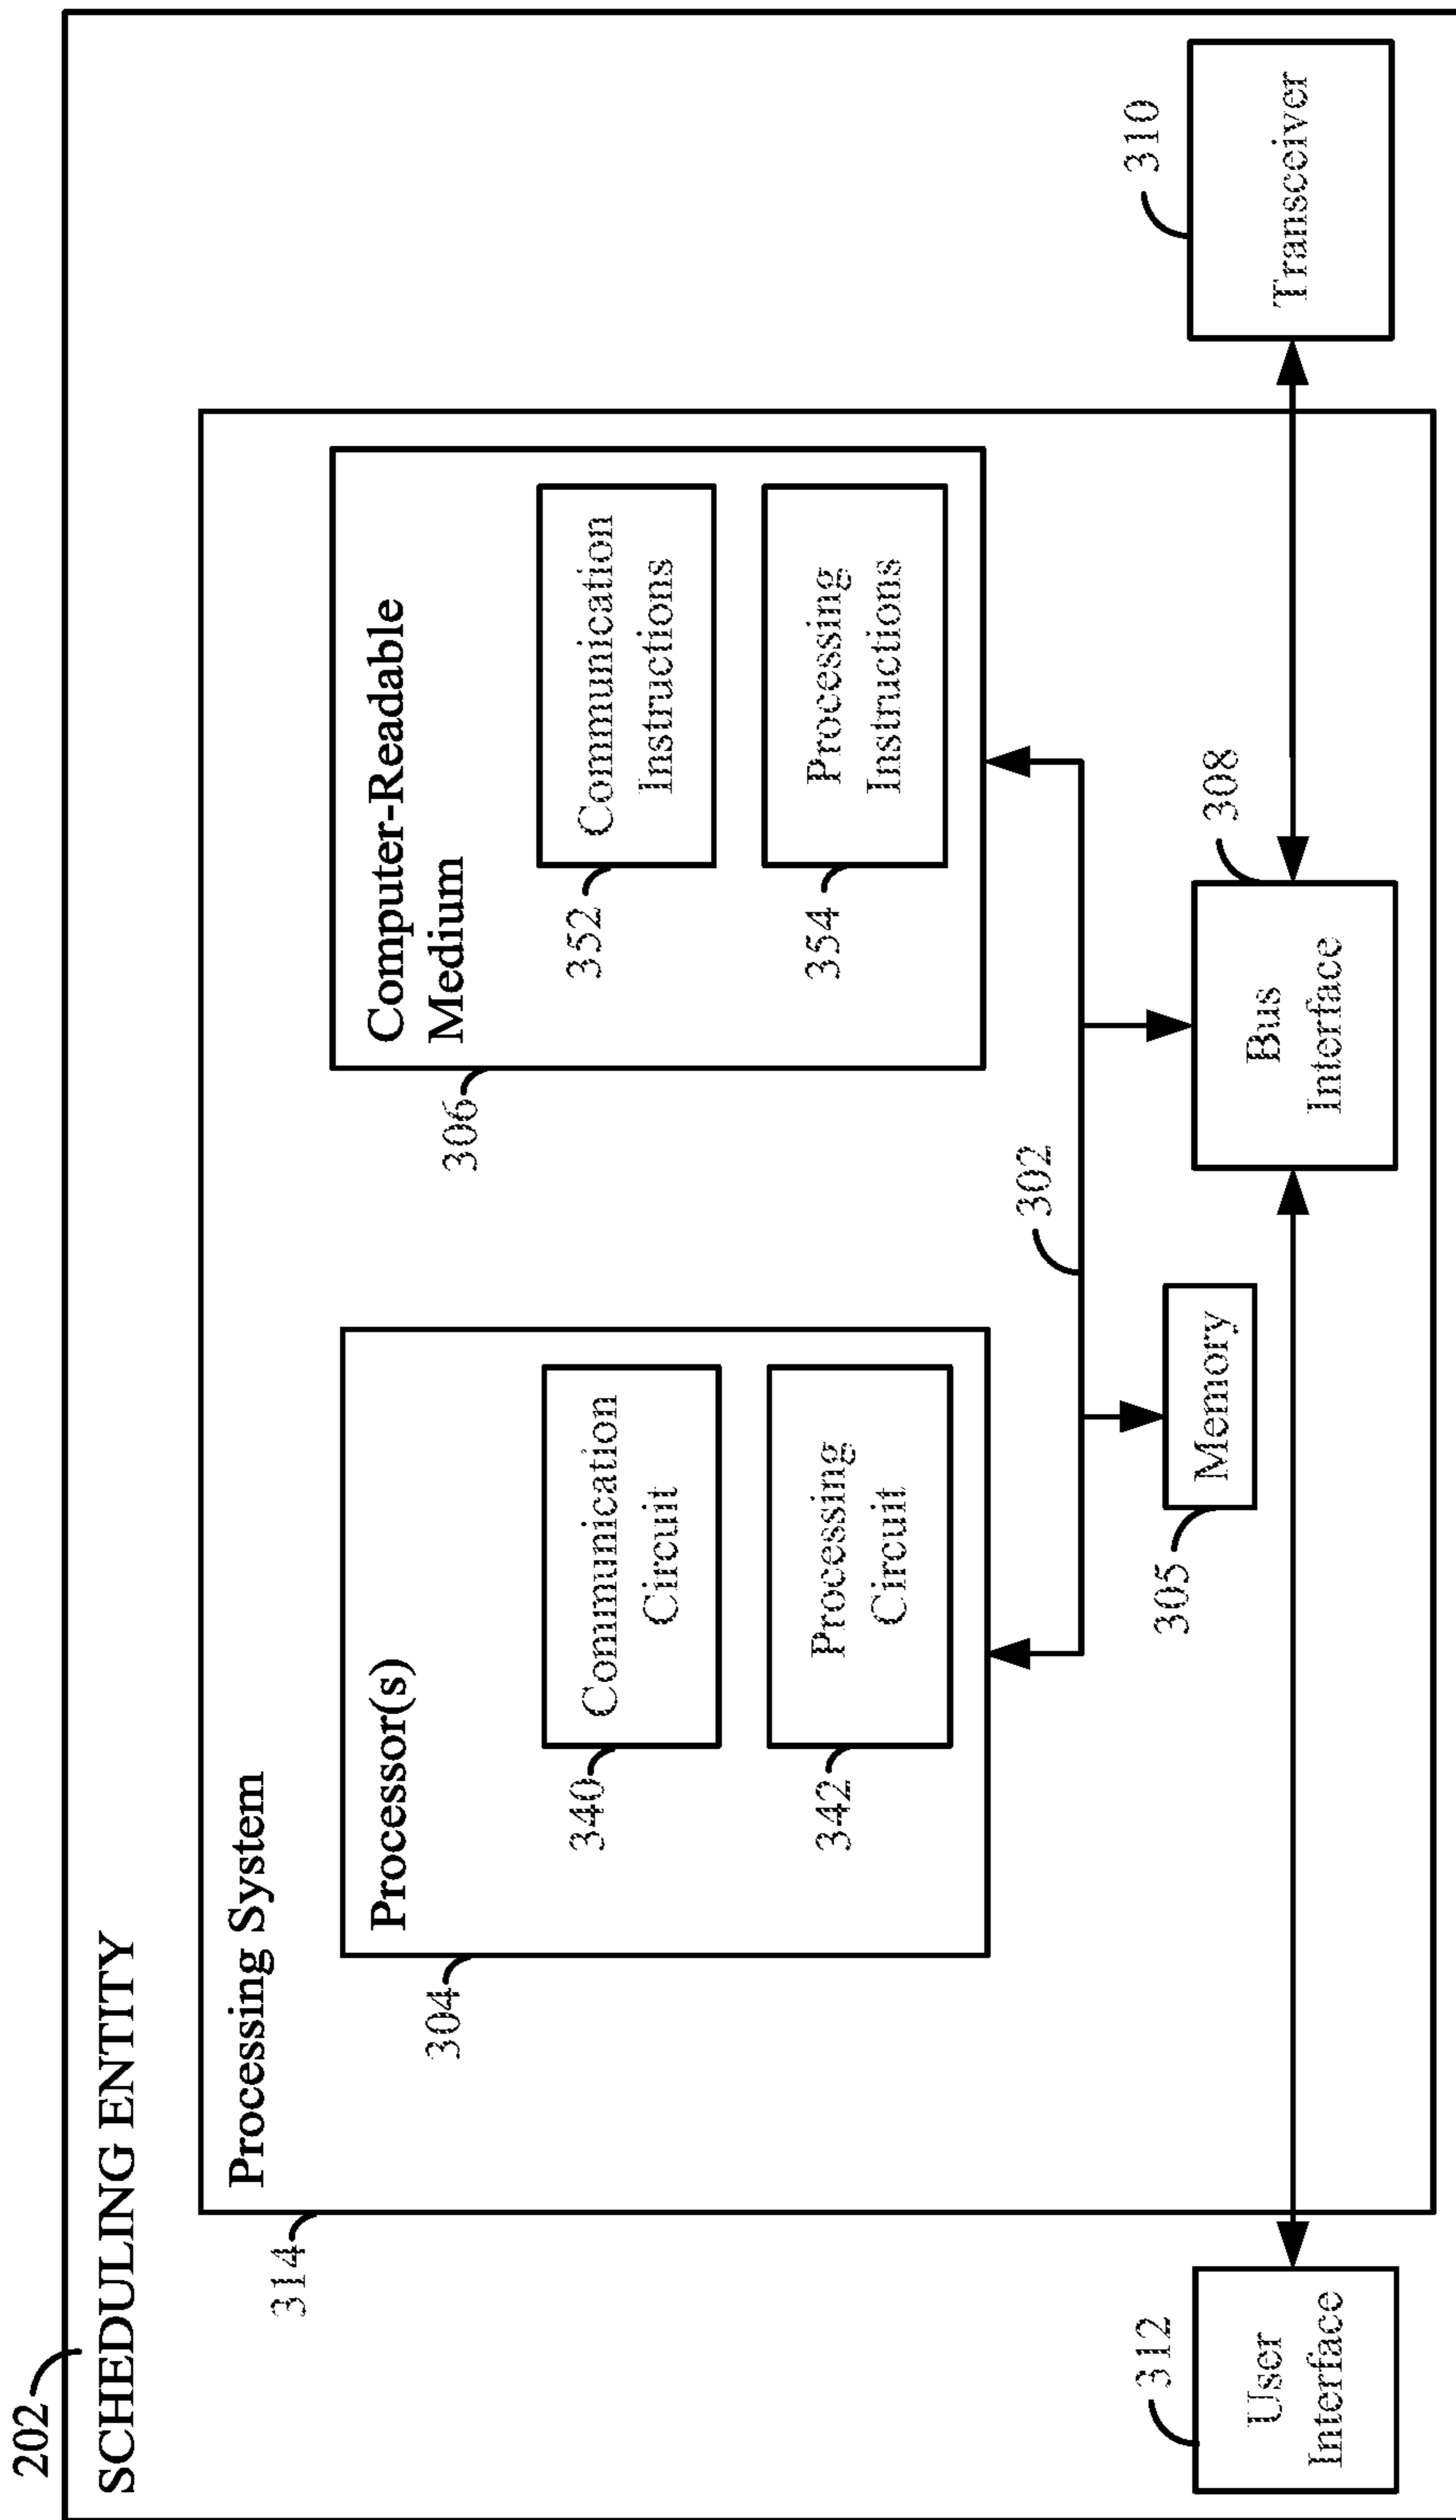 202
SCHEDULING ENTITY
314
Processing System
304
Processor(s)
340
Communication
Circuit
342
Processing
Circuit
306
Computer-Readable
Medium
352
Communication
Instructions
354
Processing
Instructions
302
305
Memory
308
Bus
Interface
312
User
Interface
310
Transceiver